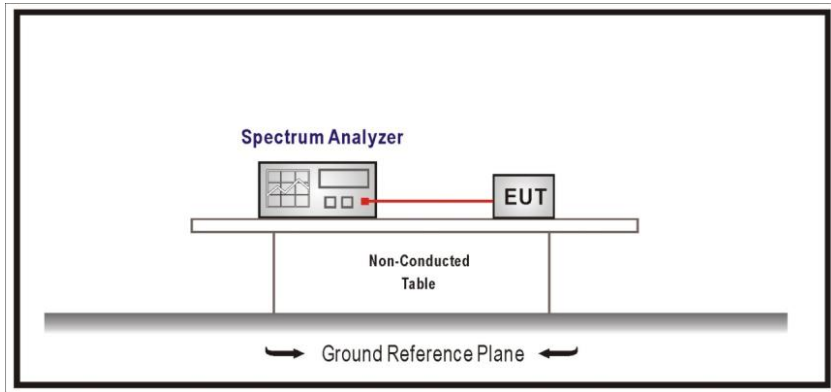 Spectrum Analyzer
EUT
Non-Conducted
Table
Ground Reference Plane